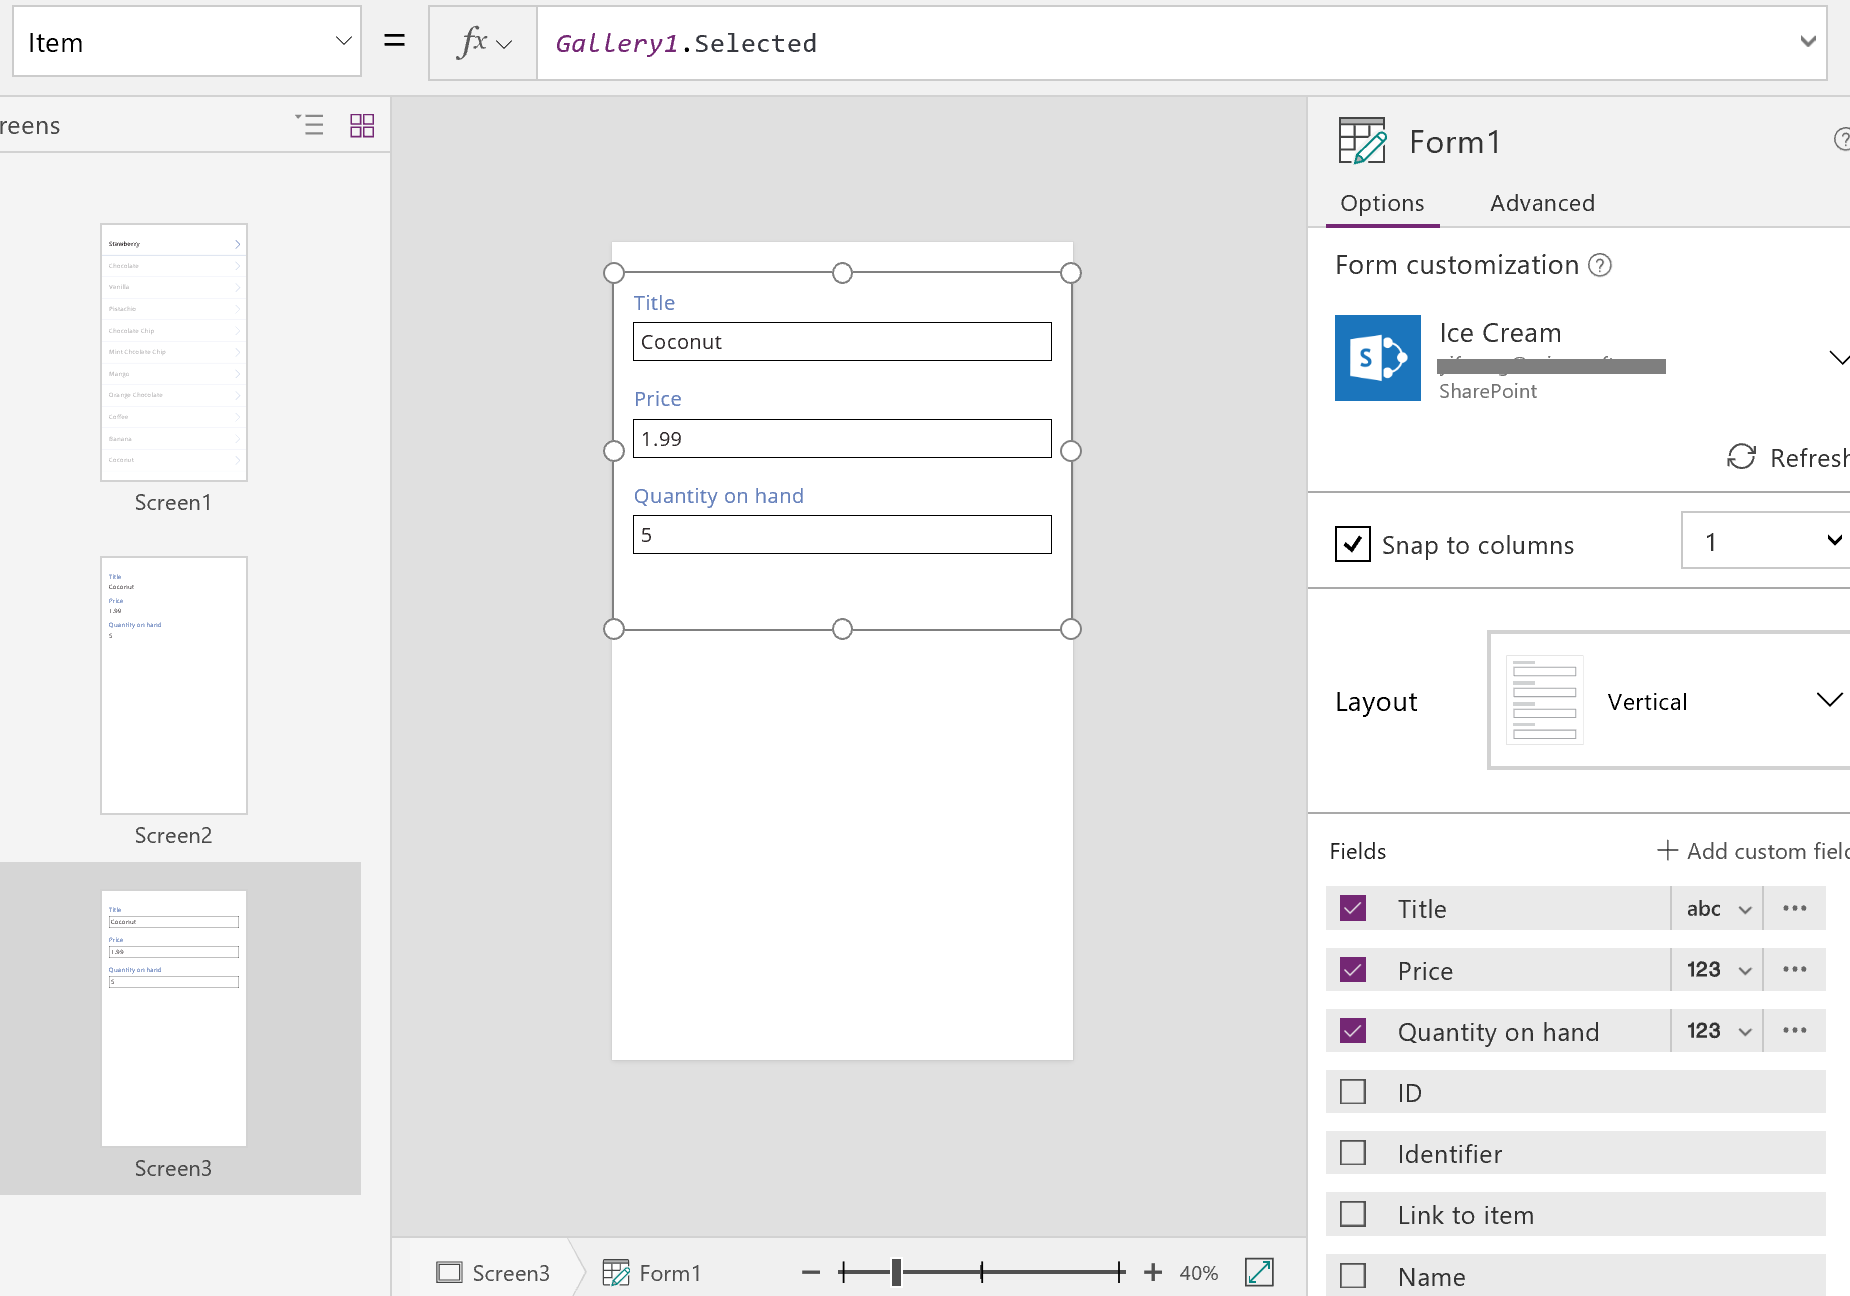 Item
=
fx
Gallery1.Selected
reens
Stawberry
Chocolate
Vanilla
Pistachio
Chocolate Chip
Mint Chrolate Chip
Mango
Orange Chocolate
Coffee
Banana
Coconut
Screen1
Title
Coconut
Price
1.99
Quantity on hand
5
Screen2
Title
Coconut
Price
1.99
Quantity on hand
5
Screen3
Title
Coconut
Price
1.99
Quantity on hand
5
Screen3
Form1
40%
Form1
Options
Advanced
Form customization
Ice Cream
SharePoint
Refresh
Snap to columns
1
Layout
Vertical
Fields
Add custom field
Title
abc
Price
123
Quantity on hand
123
ID
Identifier
Link to item
Name